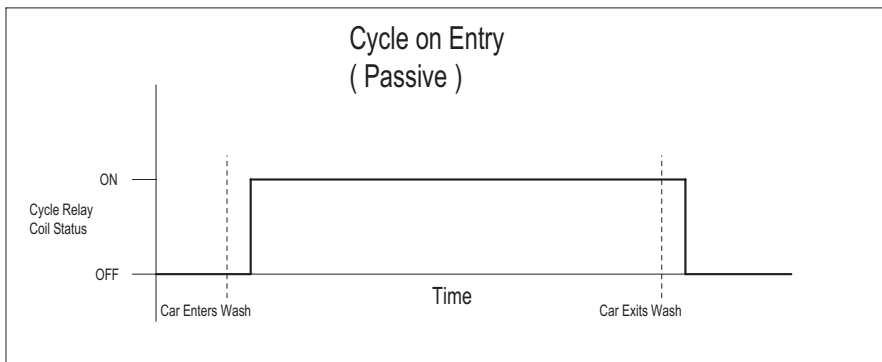 Cycle on Entry
( Passive )
ON
Cycle Relay
Coil Status
OFF
Time
Car Enters Wash
Car Exits Wash